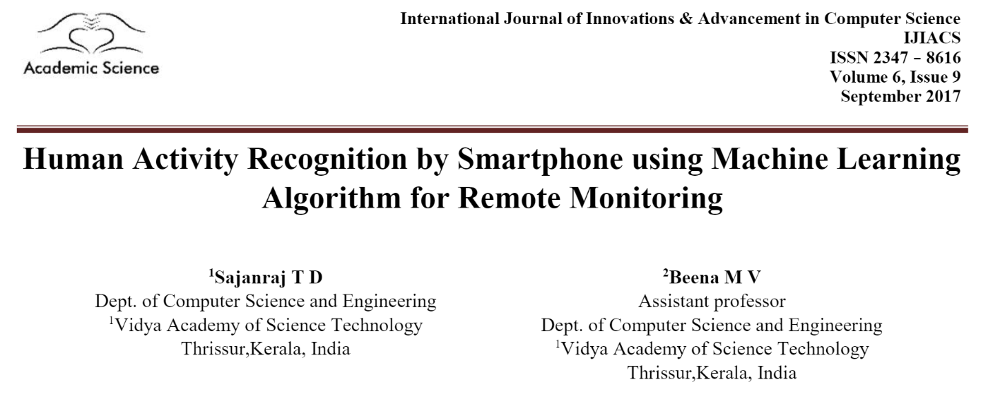 Academic Science
International Journal of Innovations & Advancement in Computer Science
IJIACS
ISSN 2347 – 8616
Volume 6, Issue 9
September 2017
Human Activity Recognition by Smartphone using Machine Learning
Algorithm for Remote Monitoring
¹Sajanraj T D
Dept. of Computer Science and Engineering
¹Vidya Academy of Science Technology
Thrissur,Kerala, India
²Beena M V
Assistant professor
Dept. of Computer Science and Engineering
¹Vidya Academy of Science Technology
Thrissur,Kerala, India